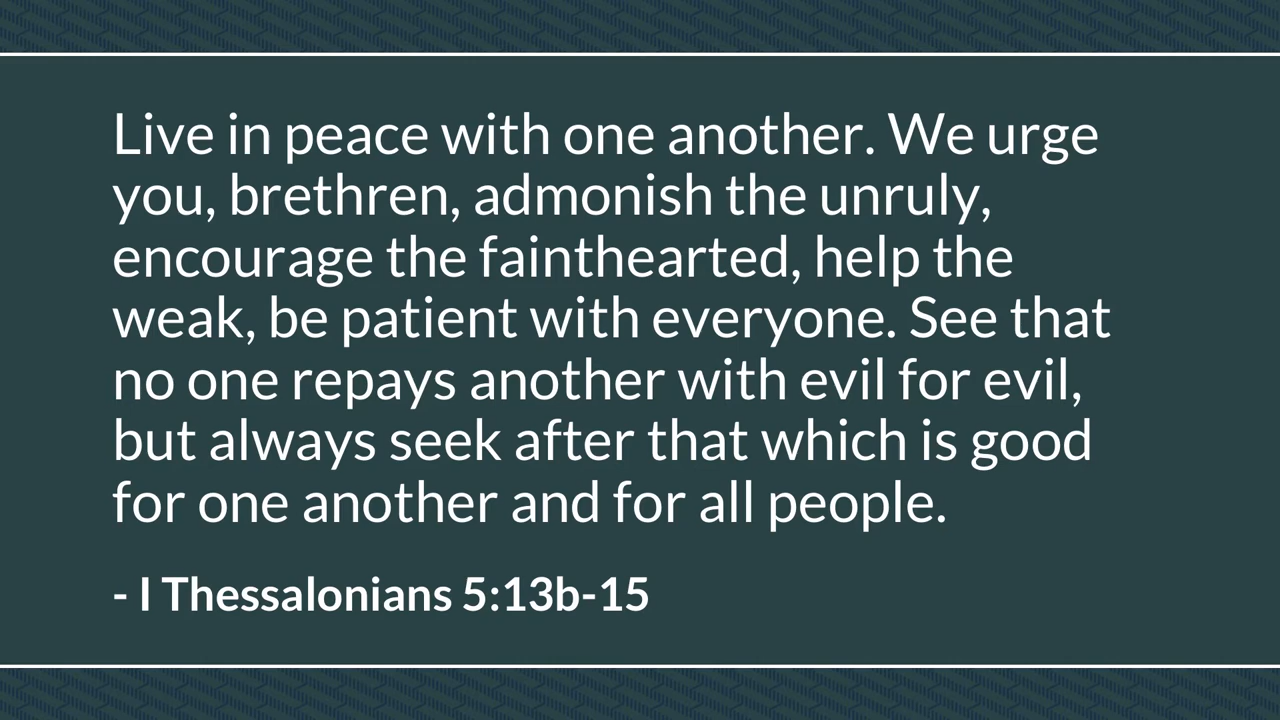 Live in peace with one another. We urge
you, brethren, admonish the unruly,
encourage the fainthearted, help the
weak, be patient with everyone. See that
no one repays another with evil for evil,
but always seek after that which is good
for one another and for all people.
- I Thessalonians 5:13b-15